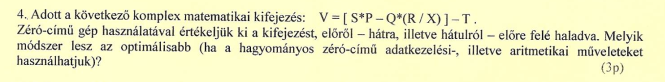 4. Adott a következő komplex matematikai kifejezés: V = [ S*P – Q*(R / X) ] – T .
Zéró-című gép használatával értékeljük ki a kifejezést, előről – hátra, illetve hátulról – előre felé haladva. Melyik
módszer lesz az optimálisabb (ha a hagyományos zéró-című adatkezelési-, illetve aritmetikai műveleteket
használhatjuk)?
(3p)